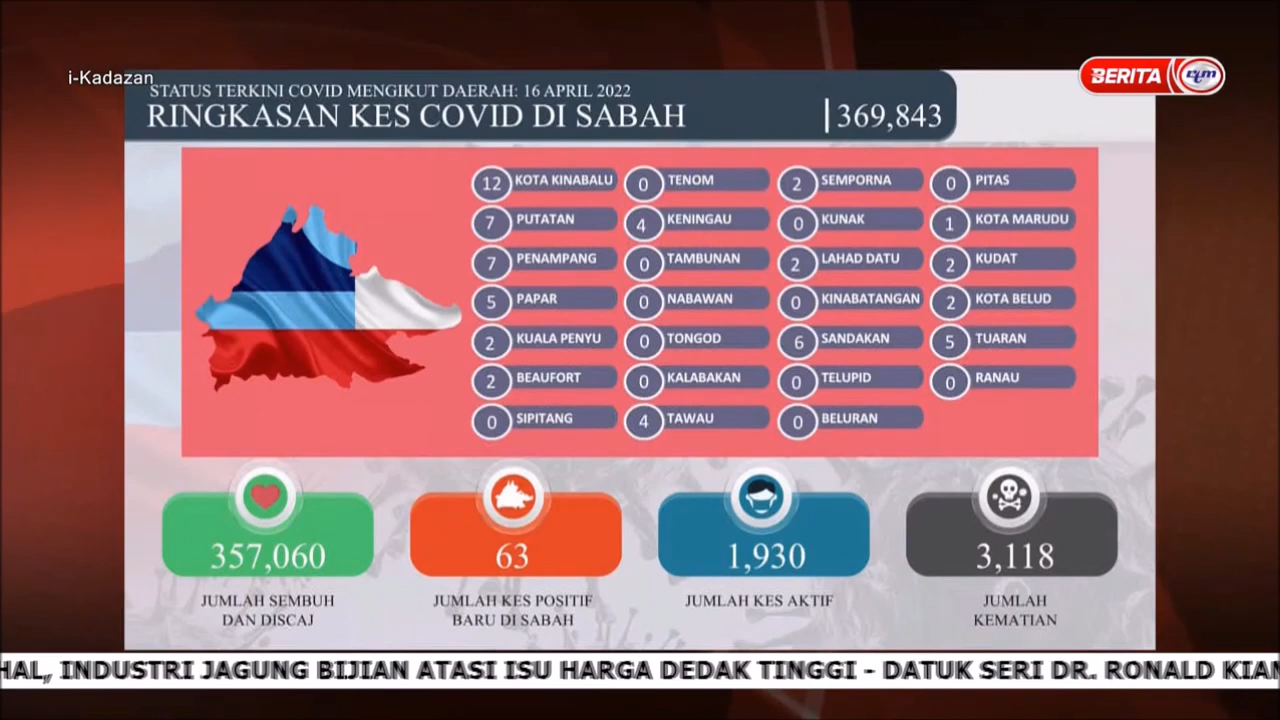 i-Kadazan
BERITA rtm
STATUS TERKINI COVID MENGIKUT DAERAH: 16 APRIL 2022
RINGKASAN KES COVID DI SABAH |369,843
12 KOTA KINABALU 0 TENOM 2 SEMPORNA 0 PITAS
7 PUTATAN 4 KENINGAU 0 KUNAK 1 KOTA MARUDU
7 PENAMPANG 0 TAMBUNAN 2 LAHAD DATU 2 KUDAT
5 PAPAR 0 NABAWAN 0 KINABATANGAN 2 KOTA BELUD
2 KUALA PENYU 0 TONGOD 6 SANDAKAN 5 TUARAN
2 BEAUFORT 0 KALABAKAN 0 TELUPID 0 RANAU
0 SIPITANG 4 TAWAU 0 BELURAN
357,060 63 1,930 3,118
JUMLAH SEMBUH
DAN DISCAJ
JUMLAH KES POSITIF
BARU DI SABAH
JUMLAH KES AKTIF
JUMLAH
KEMATIAN
HAL, INDUSTRI JAGUNG BIJIAN ATASI ISU HARGA DEDAK TINGGI - DATUK SERI DR. RONALD KIAN